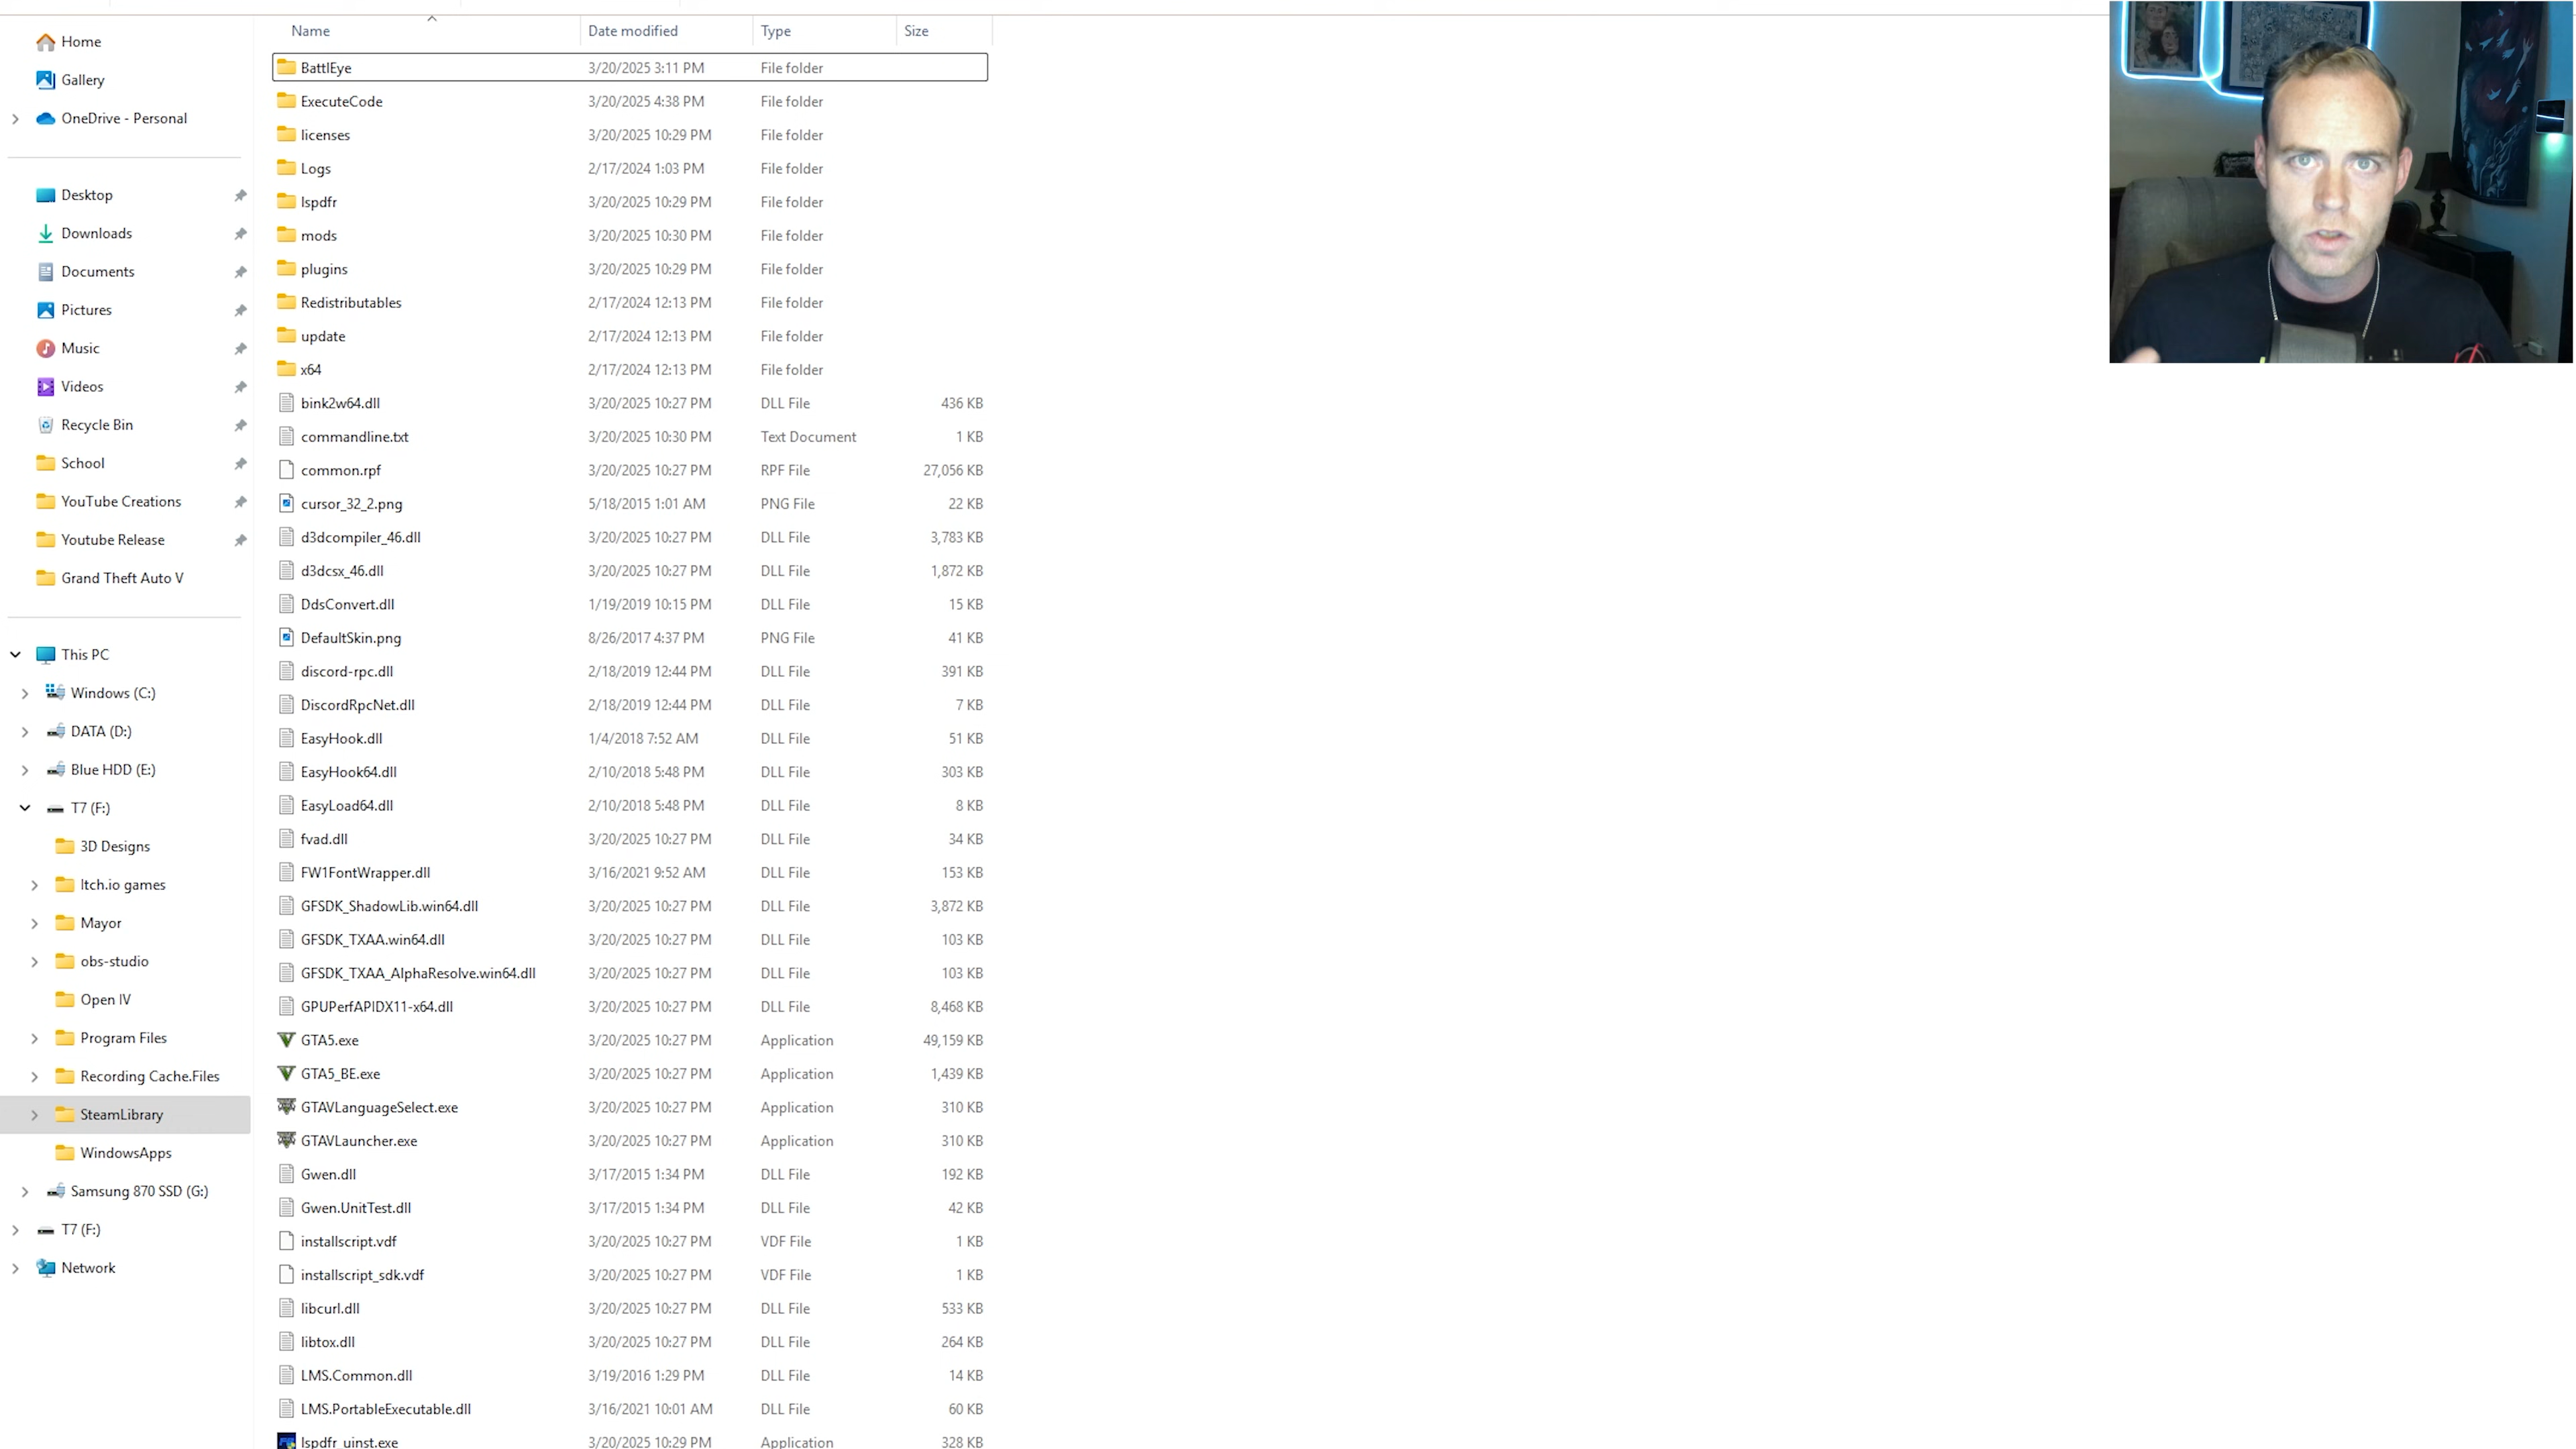 Name Date modified Type Size
Home
Gallery
OneDrive - Personal
Desktop
Downloads
Documents
Pictures
Music
Videos
Recycle Bin
School
YouTube Creations
Youtube Release
Grand Theft Auto V
This PC
Windows (C:)
DATA (D:)
Blue HDD (E:)
T7 (F:)
3D Designs
Itch.io games
Mayor
obs-studio
Open IV
Program Files
Recording Cache.Files
SteamLibrary
WindowsApps
Samsung 870 SSD (G:)
T7 (F:)
Network
BattlEye 3/20/2025 3:11 PM File folder
ExecuteCode 3/20/2025 4:38 PM File folder
licenses 3/20/2025 10:29 PM File folder
Logs 2/17/2024 1:03 PM File folder
lspdfr 3/20/2025 10:29 PM File folder
mods 3/20/2025 10:30 PM File folder
plugins 3/20/2025 10:29 PM File folder
Redistributables 2/17/2024 12:13 PM File folder
update 2/17/2024 12:13 PM File folder
x64 2/17/2024 12:13 PM File folder
bink2w64.dll 3/20/2025 10:27 PM DLL File 436 KB
commandline.txt 3/20/2025 10:30 PM Text Document 1 KB
common.rpf 3/20/2025 10:27 PM RPF File 27,056 KB
cursor_32_2.png 5/18/2015 1:01 AM PNG File 22 KB
d3dcompiler_46.dll 3/20/2025 10:27 PM DLL File 3,783 KB
d3dcsx_46.dll 3/20/2025 10:27 PM DLL File 1,872 KB
DdsConvert.dll 1/19/2019 10:15 PM DLL File 15 KB
DefaultSkin.png 8/26/2017 4:37 PM PNG File 41 KB
discord-rpc.dll 2/18/2019 12:44 PM DLL File 391 KB
DiscordRpcNet.dll 2/18/2019 12:44 PM DLL File 7 KB
EasyHook.dll 1/4/2018 7:52 AM DLL File 51 KB
EasyHook64.dll 2/10/2018 5:48 PM DLL File 303 KB
EasyLoad64.dll 2/10/2018 5:48 PM DLL File 8 KB
fvad.dll 3/20/2025 10:27 PM DLL File 34 KB
FW1FontWrapper.dll 3/16/2021 9:52 AM DLL File 153 KB
GFSDK_ShadowLib.win64.dll 3/20/2025 10:27 PM DLL File 3,872 KB
GFSDK_TXAA.win64.dll 3/20/2025 10:27 PM DLL File 103 KB
GFSDK_TXAA_AlphaResolve.win64.dll 3/20/2025 10:27 PM DLL File 103 KB
GPUPerfAPIDX11-x64.dll 3/20/2025 10:27 PM DLL File 8,468 KB
GTA5.exe 3/20/2025 10:27 PM Application 49,159 KB
GTA5_BE.exe 3/20/2025 10:27 PM Application 1,439 KB
GTAVLanguageSelect.exe 3/20/2025 10:27 PM Application 310 KB
GTAVLauncher.exe 3/20/2025 10:27 PM Application 310 KB
Gwen.dll 3/17/2015 1:34 PM DLL File 192 KB
Gwen.UnitTest.dll 3/17/2015 1:34 PM DLL File 42 KB
installscript.vdf 3/20/2025 10:27 PM VDF File 1 KB
installscript_sdk.vdf 3/20/2025 10:27 PM VDF File 1 KB
libcurl.dll 3/20/2025 10:27 PM DLL File 533 KB
libtox.dll 3/20/2025 10:27 PM DLL File 264 KB
LMS.Common.dll 3/19/2016 1:29 PM DLL File 14 KB
LMS.PortableExecutable.dll 3/16/2021 10:01 AM DLL File 60 KB
lspdfr_uinst.exe 3/20/2025 10:29 PM Application 328 KB